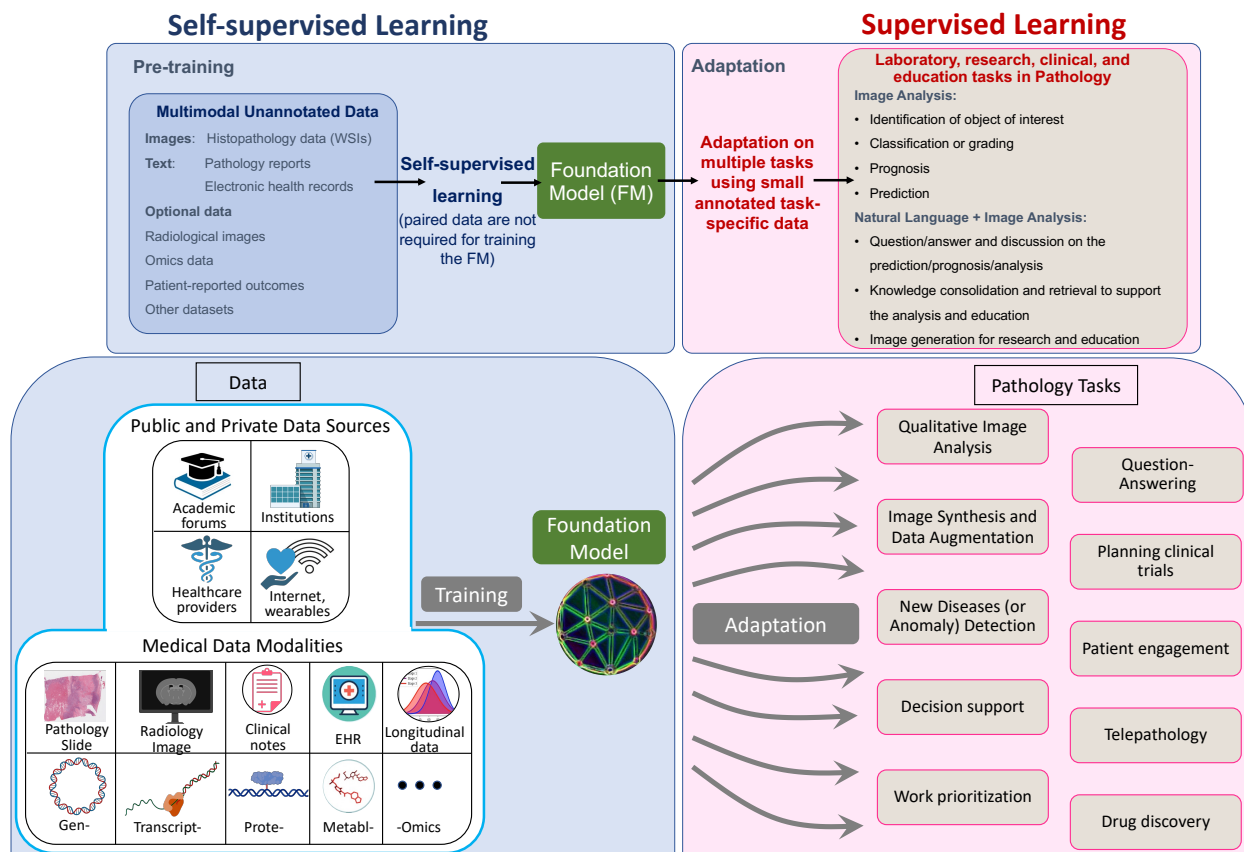 Self-supervised Learning
Supervised Learning
Pre-training
Multimodal Unannotated Data
Images: Histopathology data (WSIs)
Text: Pathology reports
Electronic health records
Optional data
Radiological images
Omics data
Patient-reported outcomes
Other datasets
Self-supervised
learning
(paired data are not
required for training
the FM)
Foundation
Model (FM)
Adaptation
Adaptation on
multiple tasks
using small
annotated task-
specific data
Laboratory, research, clinical, and
education tasks in Pathology
Image Analysis:
• Identification of object of interest
• Classification or grading
• Prognosis
• Prediction
Natural Language + Image Analysis:
• Question/answer and discussion on the
prediction/prognosis/analysis
• Knowledge consolidation and retrieval to support
the analysis and education
• Image generation for research and education
Data
Public and Private Data Sources
Academic
forums
Institutions
Healthcare
providers
Internet,
wearables
Medical Data Modalities
Pathology
Slide
Radiology
Image
Clinical
notes
EHR
Longitudinal
data
Gen-
Transcript-
Prote-
Metabl-
-Omics
Training
Foundation
Model
Adaptation
Pathology Tasks
Qualitative Image
Analysis
Question-
Answering
Image Synthesis and
Data Augmentation
Planning clinical
trials
New Diseases (or
Anomaly) Detection
Patient engagement
Decision support
Telepathology
Work prioritization
Drug discovery